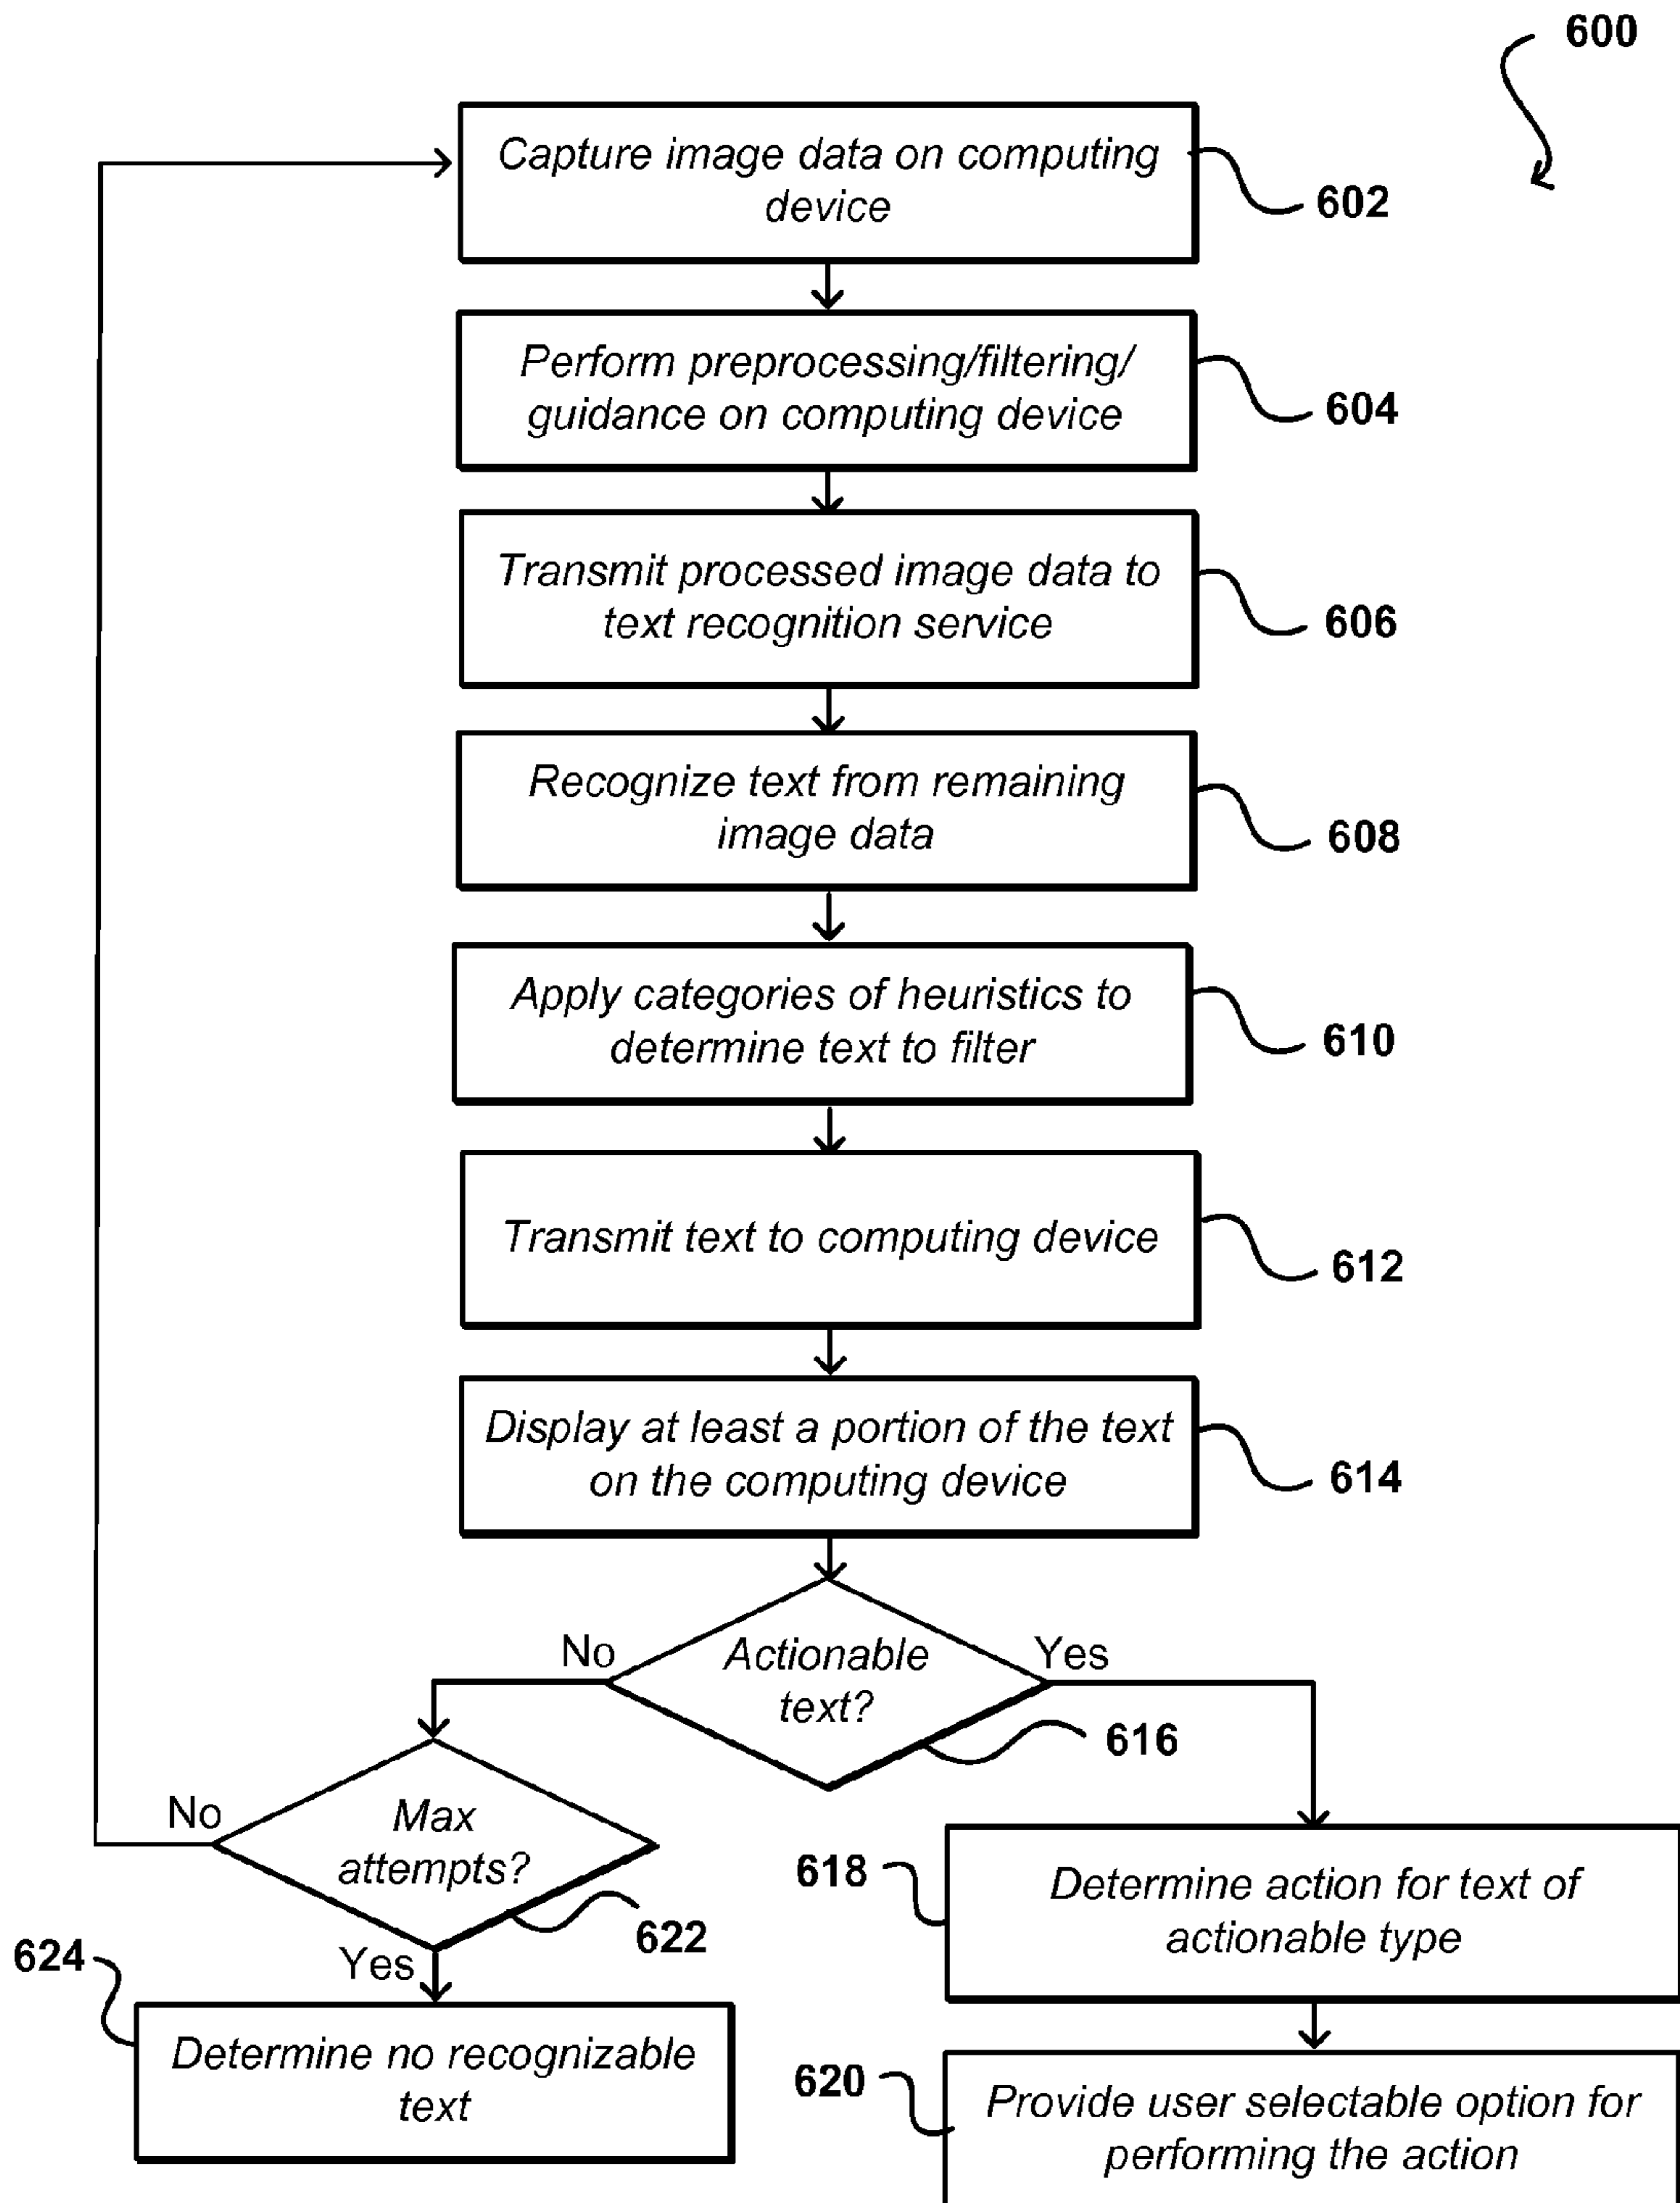 600
Capture image data on computing
device
602
Perform preprocessing/filtering/
guidance on computing device
604
Transmit processed image data to
text recognition service
606
Recognize text from remaining
image data
608
Apply categories of heuristics to
determine text to filter
610
Transmit text to computing device
612
Display at least a portion of the text
on the computing device
614
No
Actionable
text?
Yes
616
No
Max
attempts?
622
Yes
624
Determine no recognizable
text
618
Determine action for text of
actionable type
620
Provide user selectable option for
performing the action